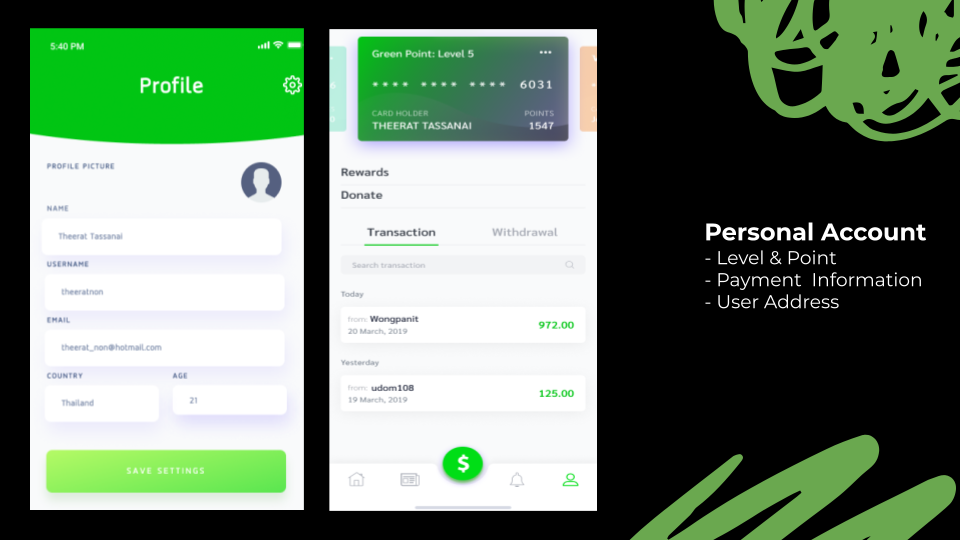 5:40 PM
Profile
PROFILE PICTURE
NAME
Theerat Tassanai
USERNAME
theeratnon
EMAIL
theerat_non@hotmail.com
COUNTRY
AGE
Thailand
21
SAVE SETTINGS
Green Point: Level 5
**** **** **** 6031
CARD HOLDER
POINTS
THEERAT TASSANAI
1547
Rewards
Donate
Transaction
Withdrawal
Search transaction
Today
from: Wongpanit
20 March, 2019
972.00
Yesterday
from: udom108
19 March, 2019
125.00
$
Personal Account
- Level & Point
- Payment Information
- User Address